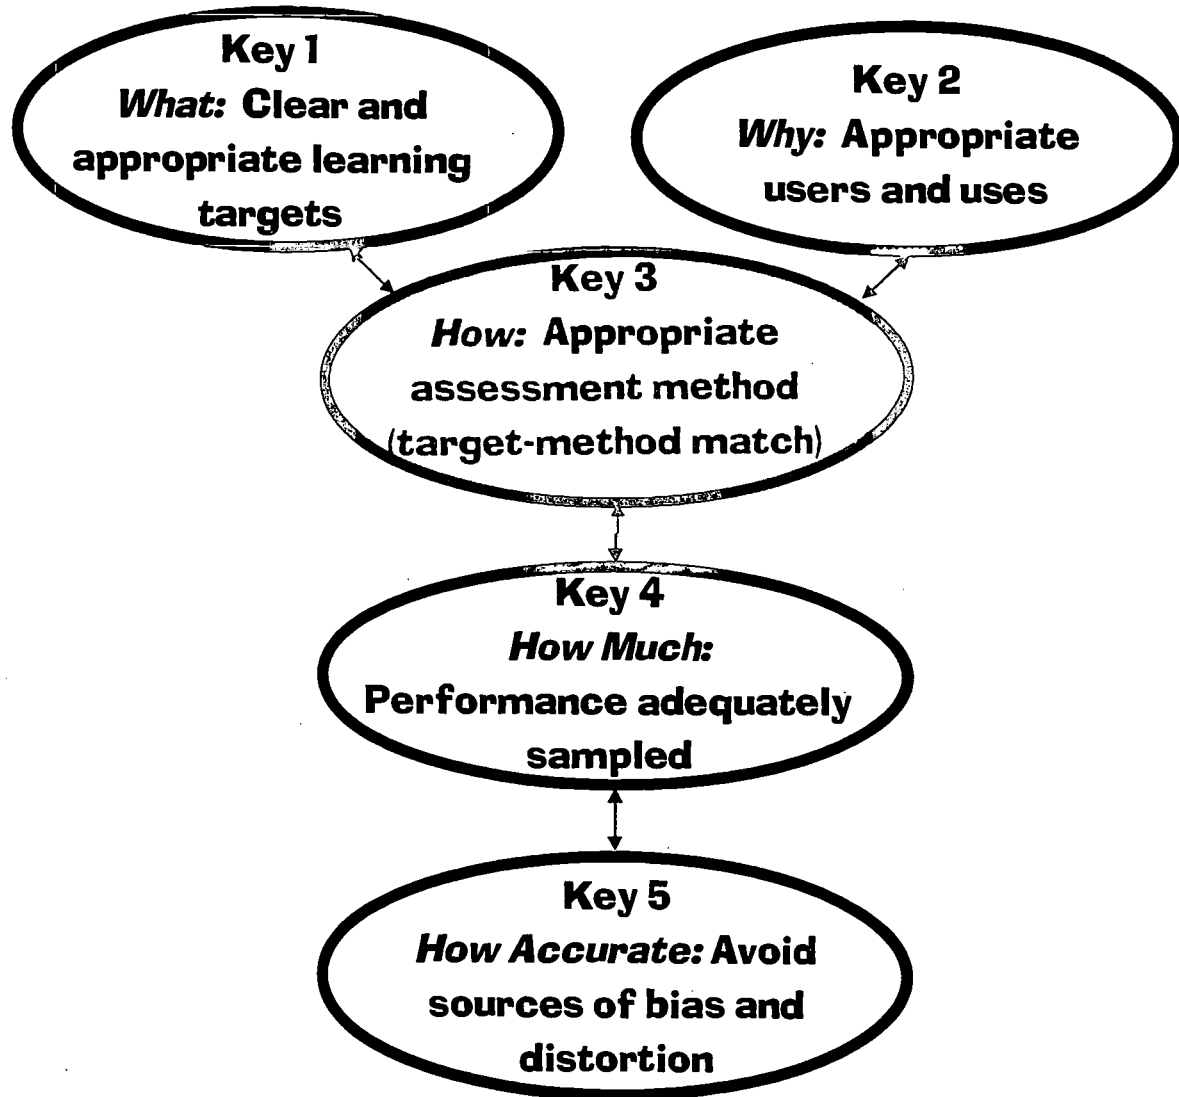 Key 1
What: Clear and
appropriate learning
targets
Key 2
Why: Appropriate
users and uses
Key 3
How: Appropriate
assessment method
(target-method match)
Key 4
How Much:
Performance adequately
sampled
Key 5
How Accurate: Avoid
sources of bias and
distortion